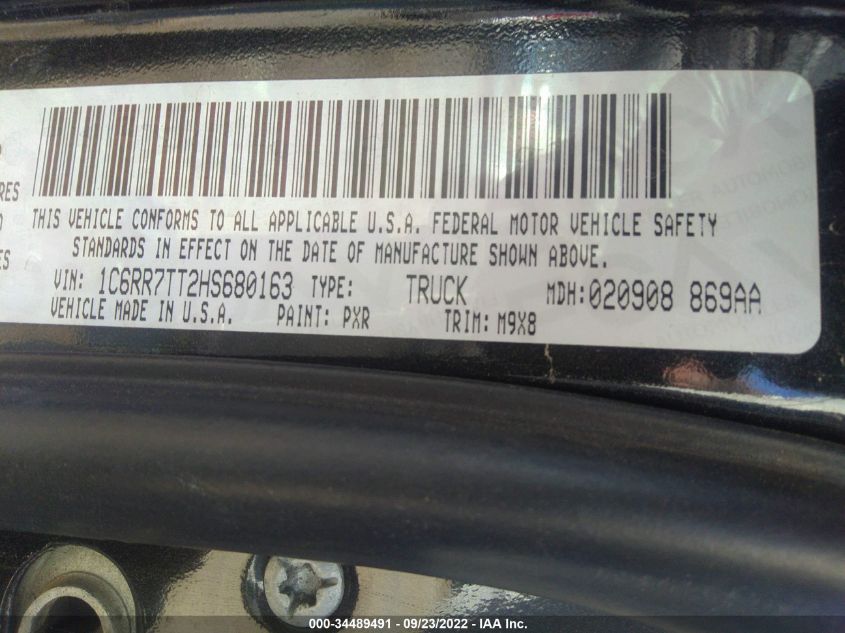 RES
ES
THIS VEHICLE CONFORMS TO ALL APPLICABLE U.S.A. FEDERAL MOTOR VEHICLE SAFETY
STANDARDS IN EFFECT ON THE DATE OF MANUFACTURE SHOWN ABOVE.
VIN: 1C6RR7TT2HS680163 TYPE: TRUCK MDH:020908 869AA
VEHICLE MADE IN U.S.A. PAINT: PXR TRIM: M9X8
000-34489491 - 09/23/2022 - IAA Inc.